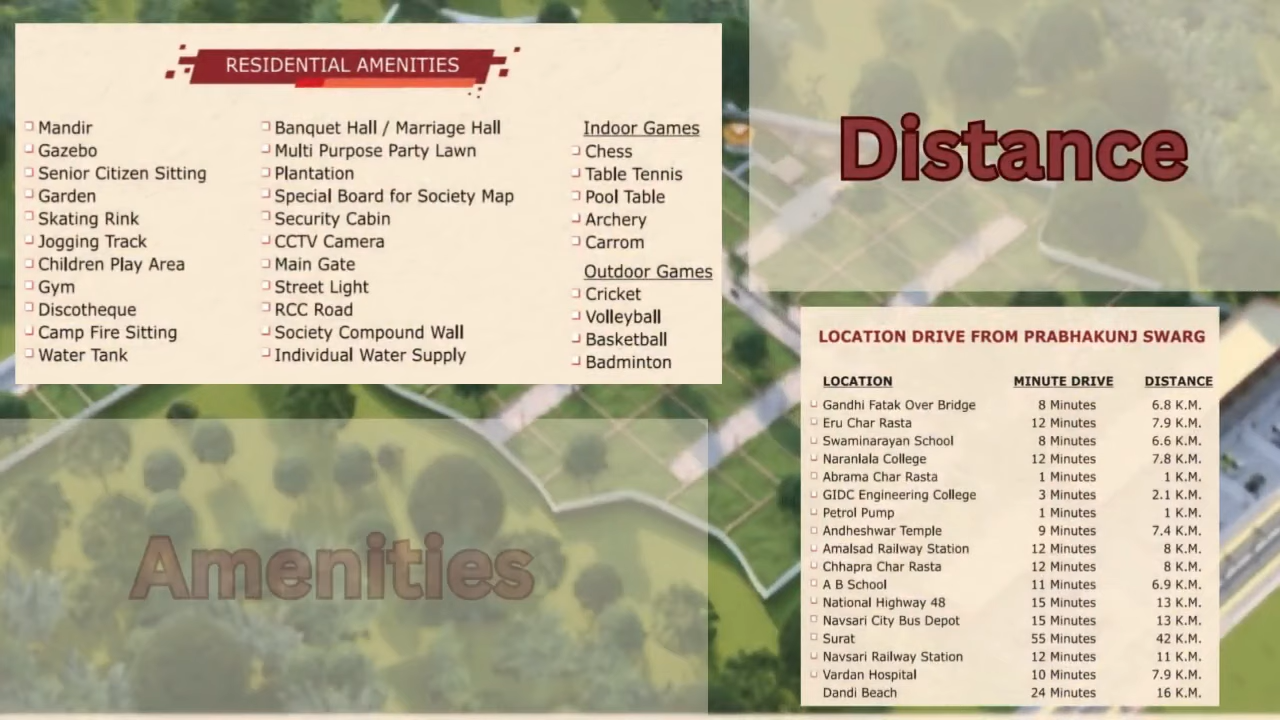 RESIDENTIAL AMENITIES
Mandir
Gazebo
Senior Citizen Sitting
Garden
Skating Rink
Jogging Track
Children Play Area
Gym
Discotheque
Camp Fire Sitting
Water Tank
Banquet Hall / Marriage Hall
Multi Purpose Party Lawn
Plantation
Special Board for Society Map
Security Cabin
CCTV Camera
Main Gate
Street Light
RCC Road
Society Compound Wall
Individual Water Supply
Indoor Games
Chess
Table Tennis
Pool Table
Archery
Carrom
Outdoor Games
Cricket
Volleyball
Basketball
Badminton
Distance
Amenities
LOCATION DRIVE FROM PRABHAKUNJ SWARG
LOCATION MINUTE DRIVE DISTANCE
Gandhi Fatak Over Bridge 8 Minutes 6.8 K.M.
Eru Char Rasta 12 Minutes 7.9 K.M.
Swaminarayan School 8 Minutes 6.6 K.M.
Naranlala College 12 Minutes 7.8 K.M.
Abrama Char Rasta 1 Minutes 1 K.M.
GIDC Engineering College 3 Minutes 2.1 K.M.
Petrol Pump 1 Minutes 1 K.M.
Andheshwar Temple 9 Minutes 7.4 K.M.
Amalsad Railway Station 12 Minutes 8 K.M.
Chhapra Char Rasta 12 Minutes 8 K.M.
A B School 11 Minutes 6.9 K.M.
National Highway 48 15 Minutes 13 K.M.
Navsari City Bus Depot 15 Minutes 13 K.M.
Surat 55 Minutes 42 K.M.
Navsari Railway Station 12 Minutes 11 K.M.
Vardan Hospital 10 Minutes 7.9 K.M.
Dandi Beach 24 Minutes 16 K.M.